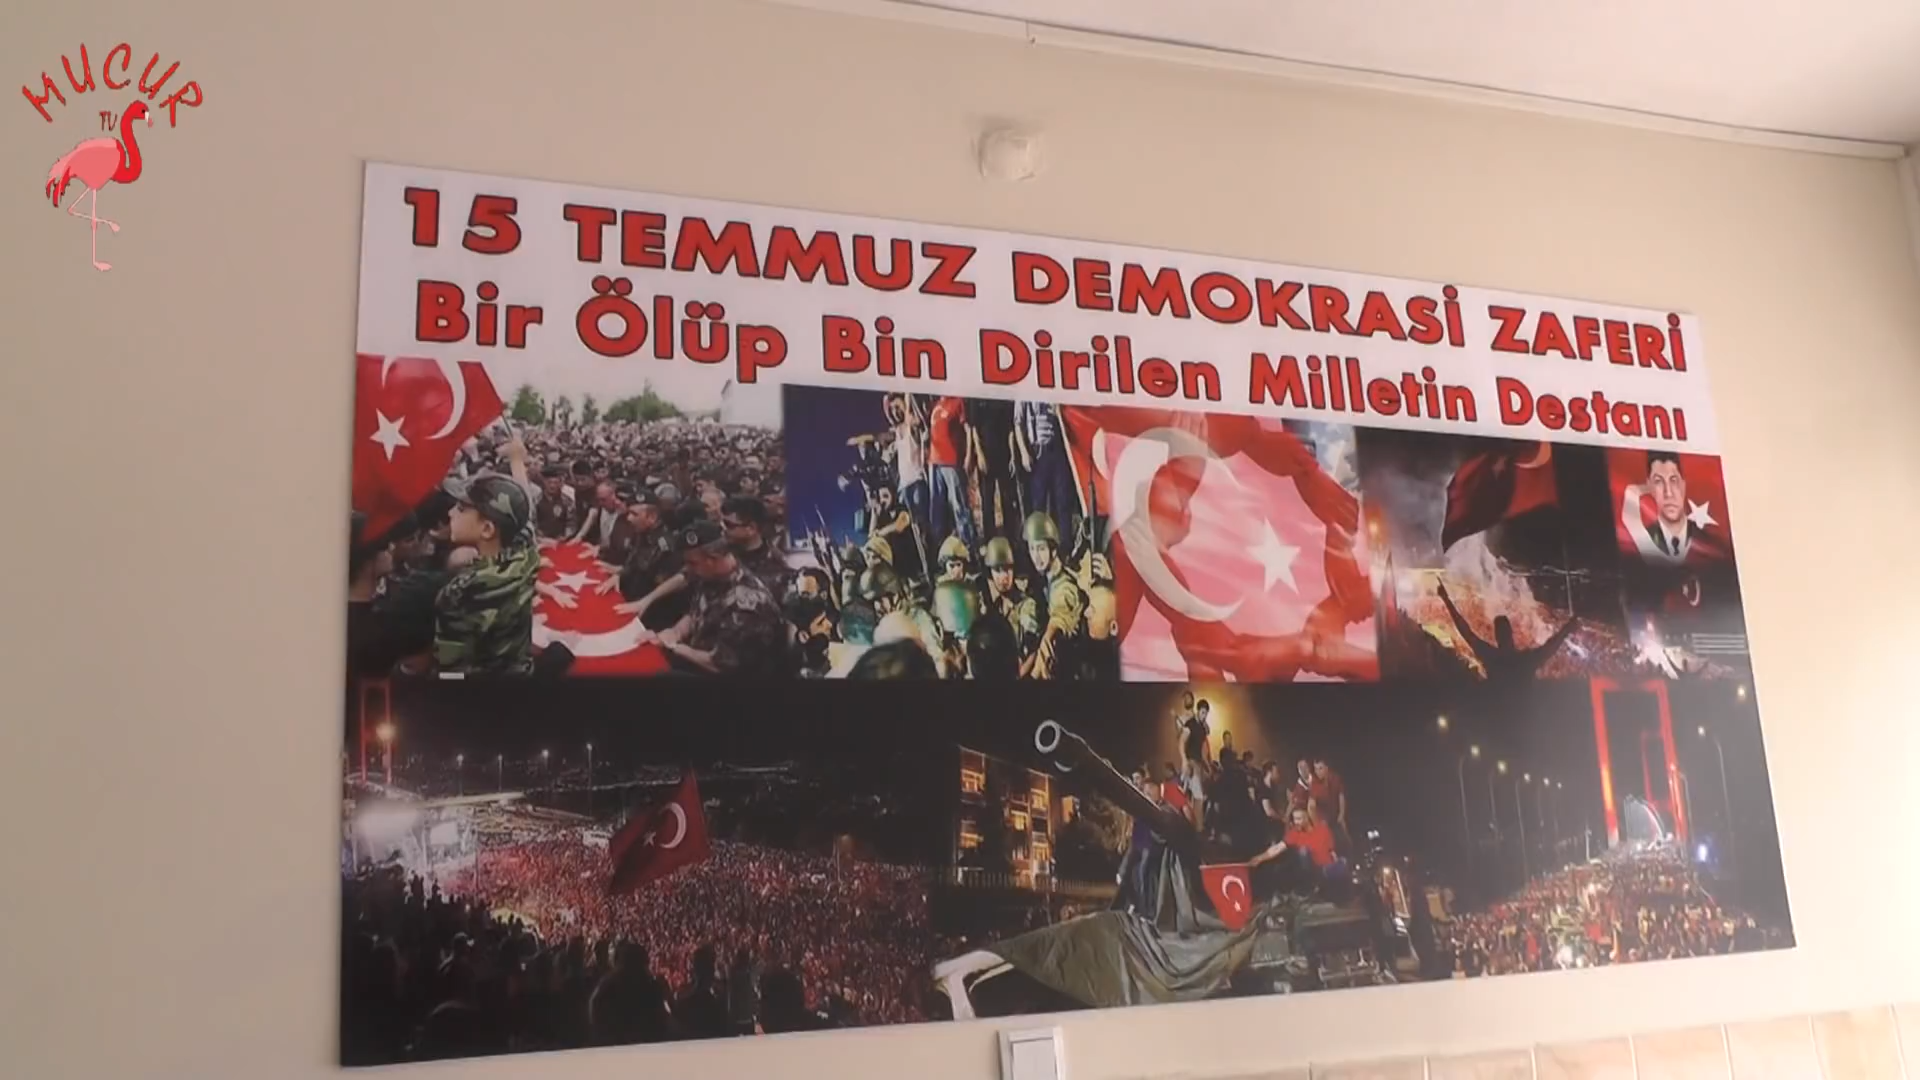 MUCUR
TV
15 TEMMUZ DEMOKRASİ ZAFERİ
Bir Ölüp Bin Dirilen Milletin Destanı